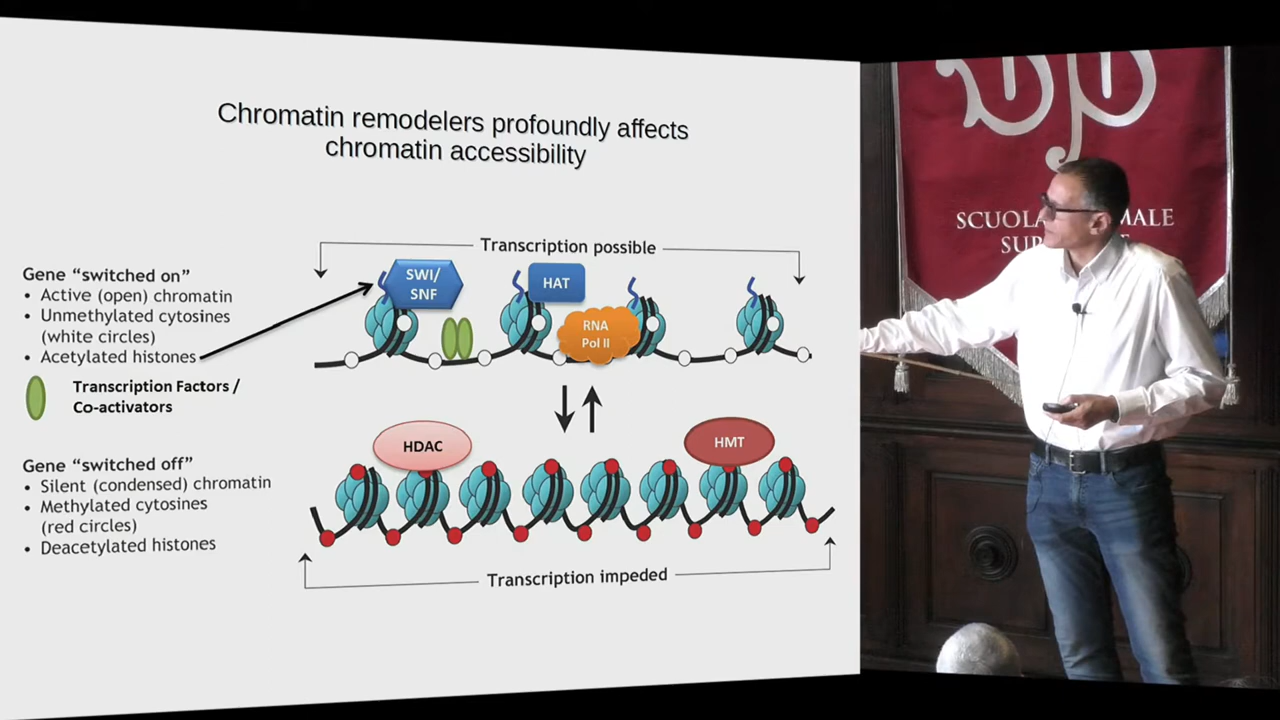 Chromatin remodelers profoundly affects
chromatin accessibility
Transcription possible
Gene “switched on”
• Active (open) chromatin
• Unmethylated cytosines
(white circles)
• Acetylated histones
Transcription Factors /
Co-activators
SWI/
SNF
HAT
RNA
Pol II
HDAC
HMT
Gene “switched off”
• Silent (condensed) chromatin
• Methylated cytosines
(red circles)
• Deacetylated histones
Transcription impeded
SCUOLA
MALE
SUP